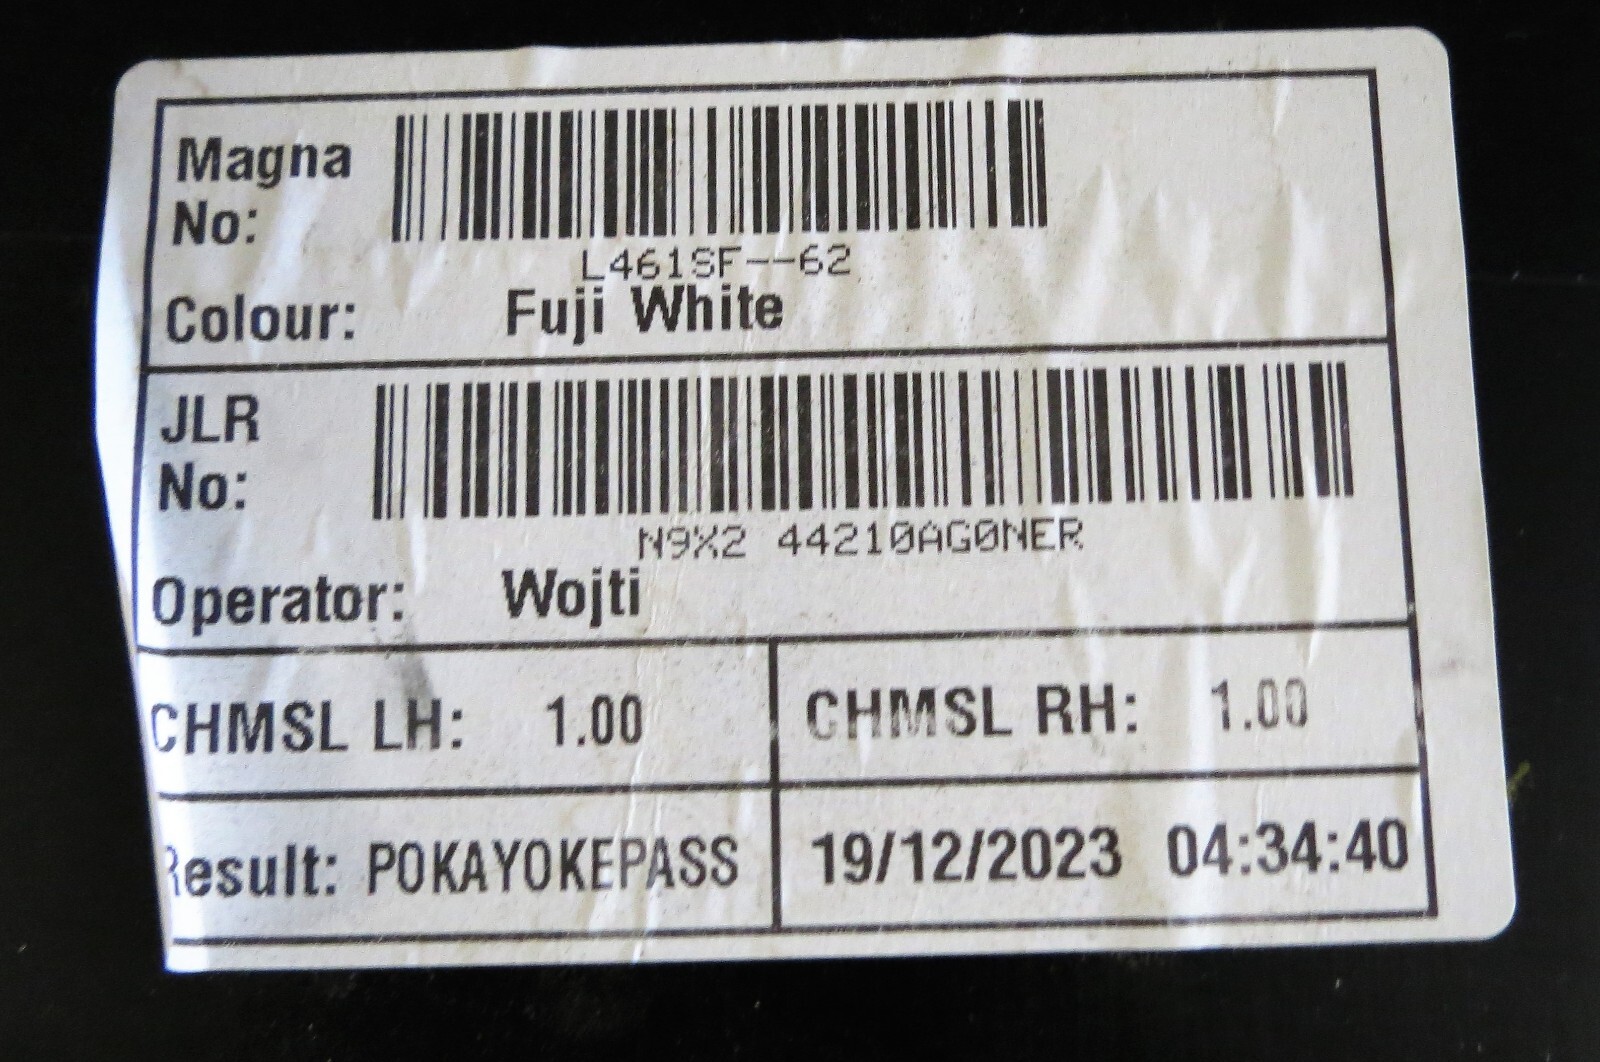 Magna
No:
L461SF--62
Colour: Fuji White
JLR
No:
N9X2 44210AG0NER
Operator: Wojti
CHMSL LH: 1.00 CHMSL RH: 1.00
Result: POKAYOKEPASS 19/12/2023 04:34:40